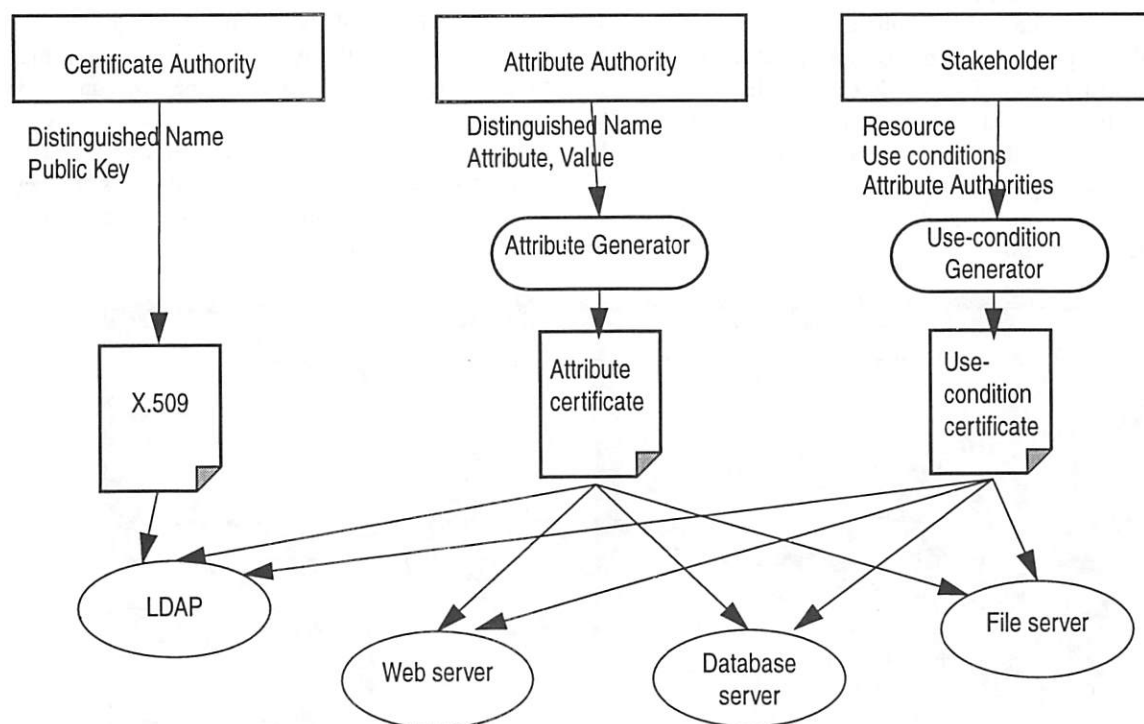 Certificate Authority
Attribute Authority
Stakeholder
Distinguished Name
Public Key
Distinguished Name
Attribute, Value
Resource
Use conditions
Attribute Authorities
Attribute Generator
Use-condition
Generator
X.509
Attribute
certificate
Use-
condition
certificate
LDAP
Web server
Database
server
File server